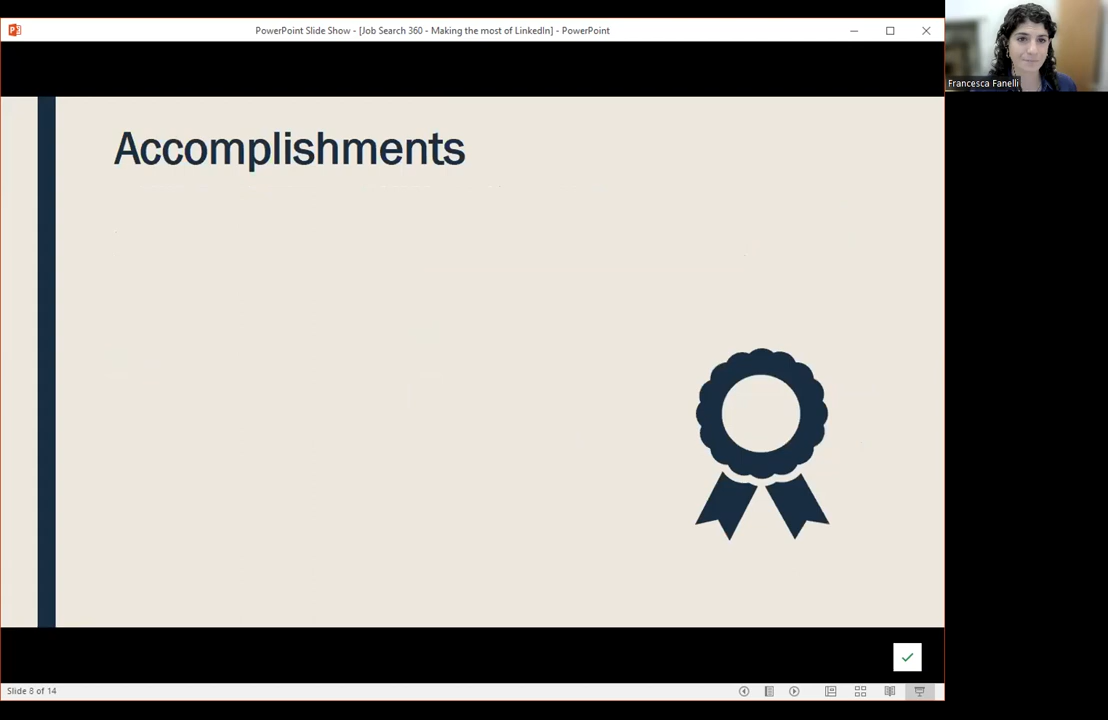 PowerPoint Slide Show - [Job Search 360 - Making the most of LinkedIn] - PowerPoint
Francesca Fanelli
Accomplishments
Slide 8 of 14